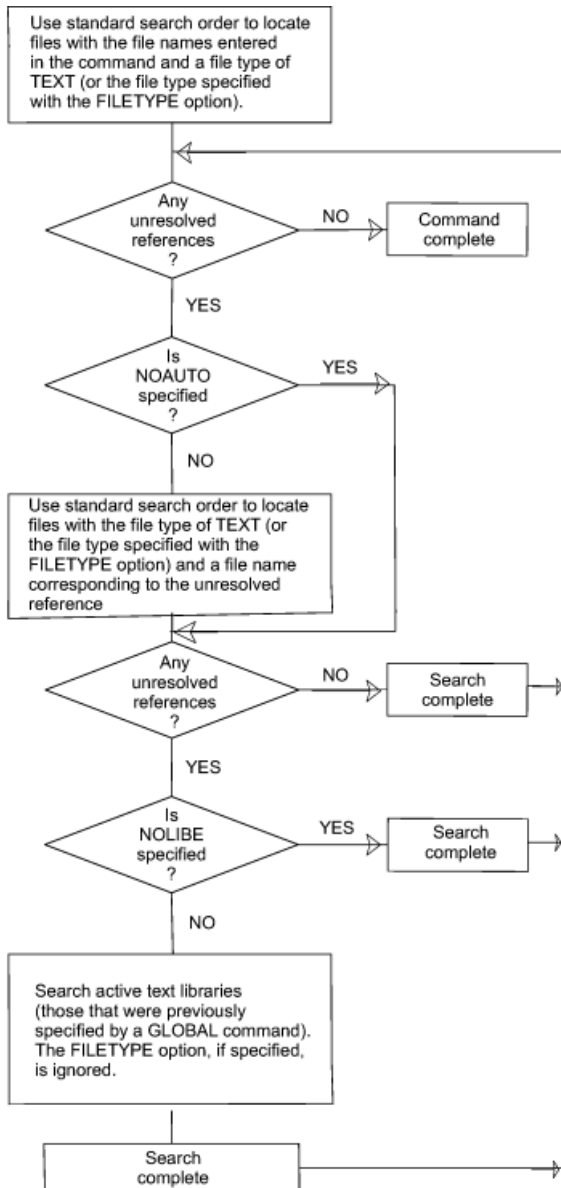 Use standard search order to locate
files with the file names entered
in the command and a file type of
TEXT (or the file type specified
with the FILETYPE option).
Any
unresolved
references
?
NO
Command
complete
YES
Is
NOAUTO
specified
?
YES
NO
Use standard search order to locate
files with the file type of TEXT (or
the file type specified with the
FILETYPE option) and a file name
corresponding to the unresolved
reference
Any
unresolved
references
?
NO
Search
complete
YES
Is
NOLIBE
specified
?
YES
Search
complete
NO
Search active text libraries
(those that were previously
specified by a GLOBAL command).
The FILETYPE option, if specified,
is ignored.
Search
complete